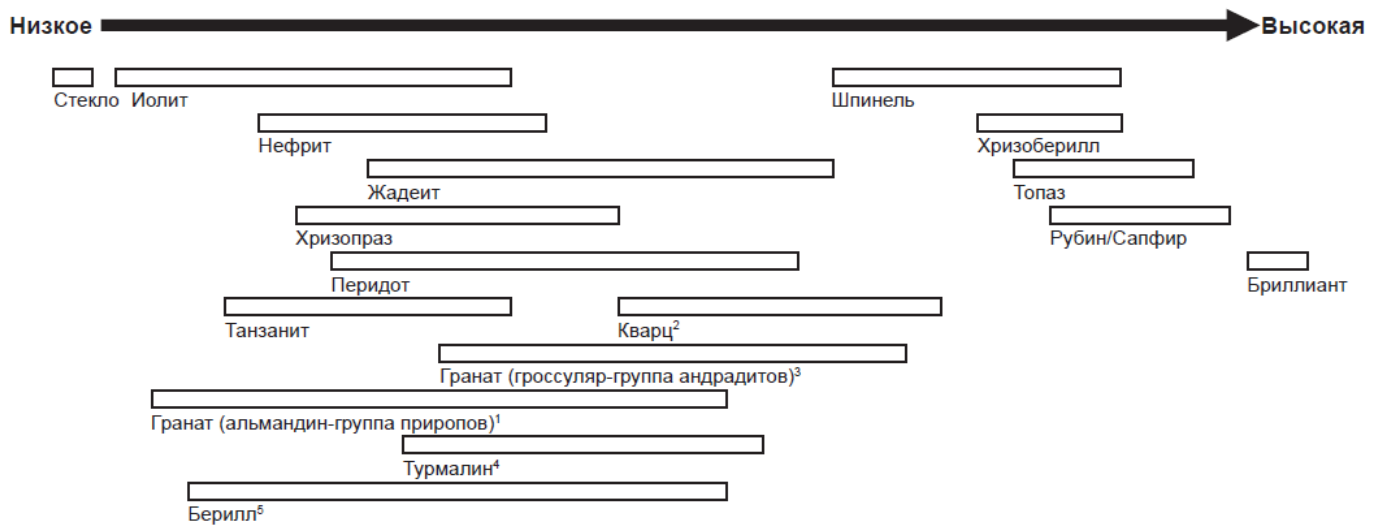 Низкое Высокая
Стекло Иолит Шпинель
Нефрит Хризоберилл
Жадеит Топаз
Хризопраз Рубин/Сапфир
Перидот Бриллиант
Танзанит Кварц²
Гранат (гроссуляр-группа андрадитов)³
Гранат (альмандин-группа приропов)¹
Турмалин⁴
Берилл⁵